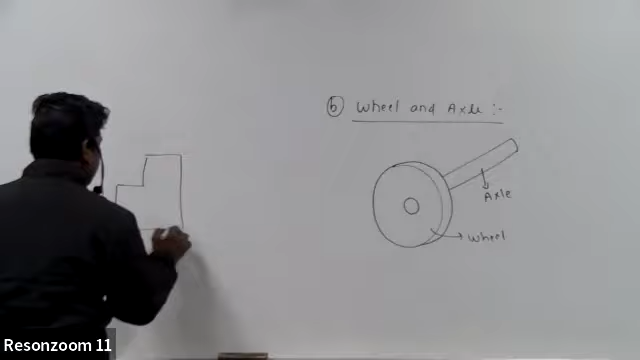 b Wheel and Axle :-
Axle
Wheel
Resonzoom 11